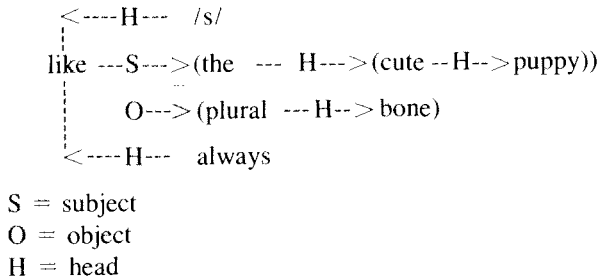 <----H--- /s/
like ---S---> (the --- H---> (cute --H--> puppy))
O---> (plural ---H--> bone)
<----H--- always
S = subject
O = object
H = head